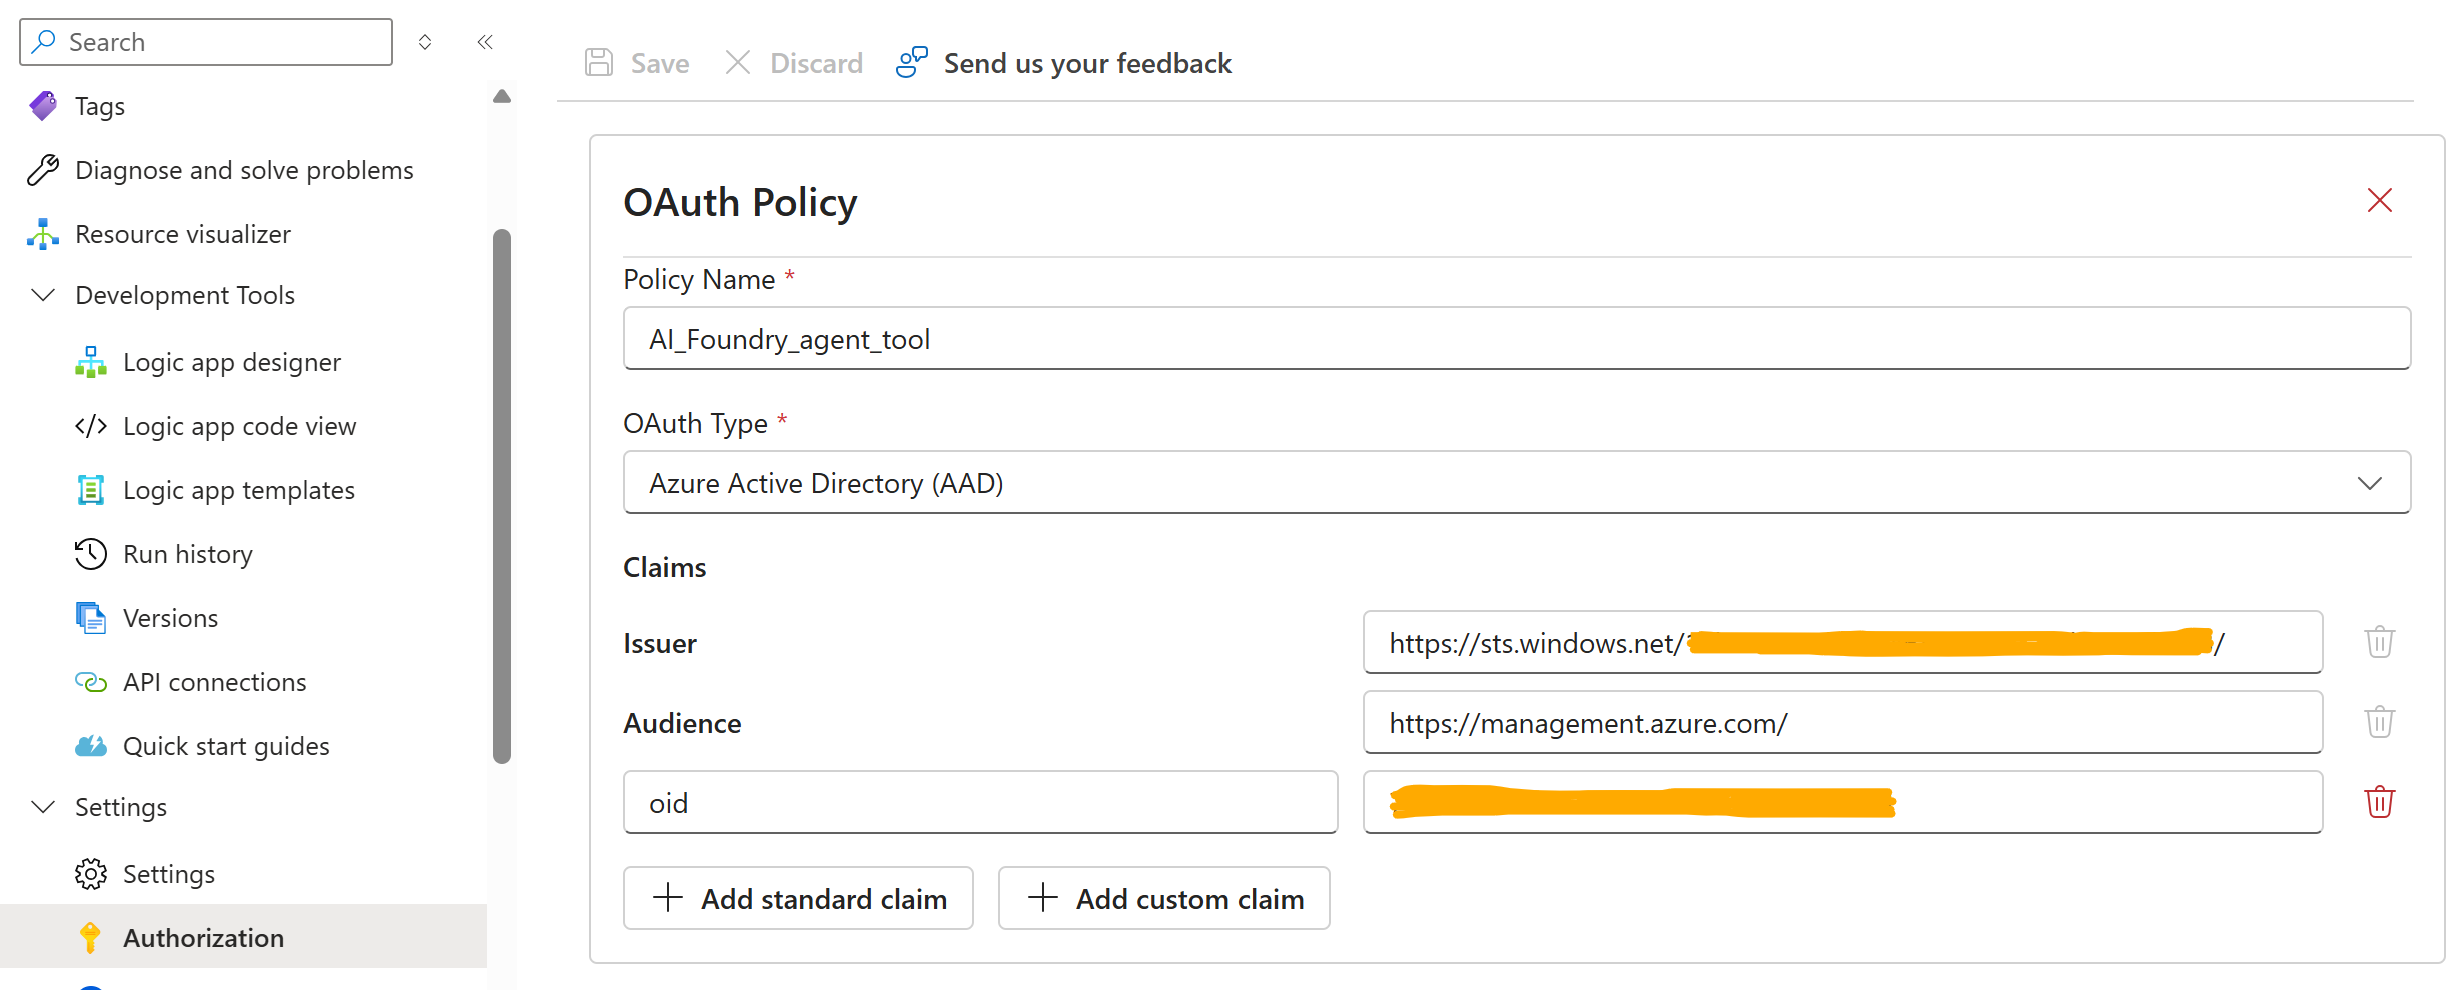 Search
Tags
Diagnose and solve problems
Resource visualizer
Development Tools
Logic app designer
Logic app code view
Logic app templates
Run history
Versions
API connections
Quick start guides
Settings
Settings
Authorization
Save Discard Send us your feedback
OAuth Policy
Policy Name *
AI_Foundry_agent_tool
OAuth Type *
Azure Active Directory (AAD)
Claims
Issuer https://sts.windows.net/ /
Audience https://management.azure.com/
oid
Add standard claim Add custom claim